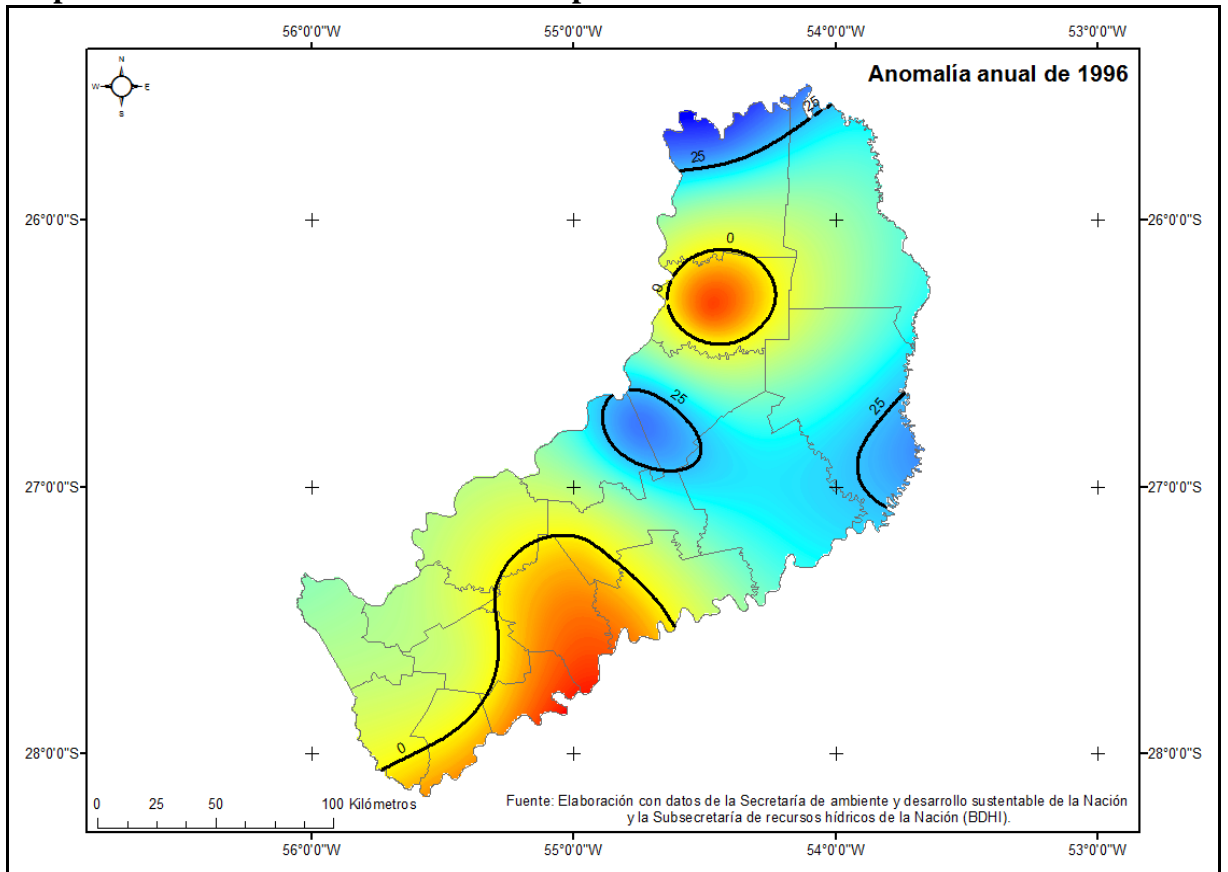 56°0'0"W 55°0'0"W 54°0'0"W 53°0'0"W
Anomalía anual de 1996
N
W E
S
25
25
26°0'0"S 26°0'0"S
0
0
25
25
27°0'0"S 27°0'0"S
0
28°0'0"S 28°0'0"S
0 25 50 100 Kilómetros
Fuente: Elaboración con datos de la Secretaría de ambiente y desarrollo sustentable de la Nación
y la Subsecretaría de recursos hídricos de la Nación (BDHI).
56°0'0"W 55°0'0"W 54°0'0"W 53°0'0"W